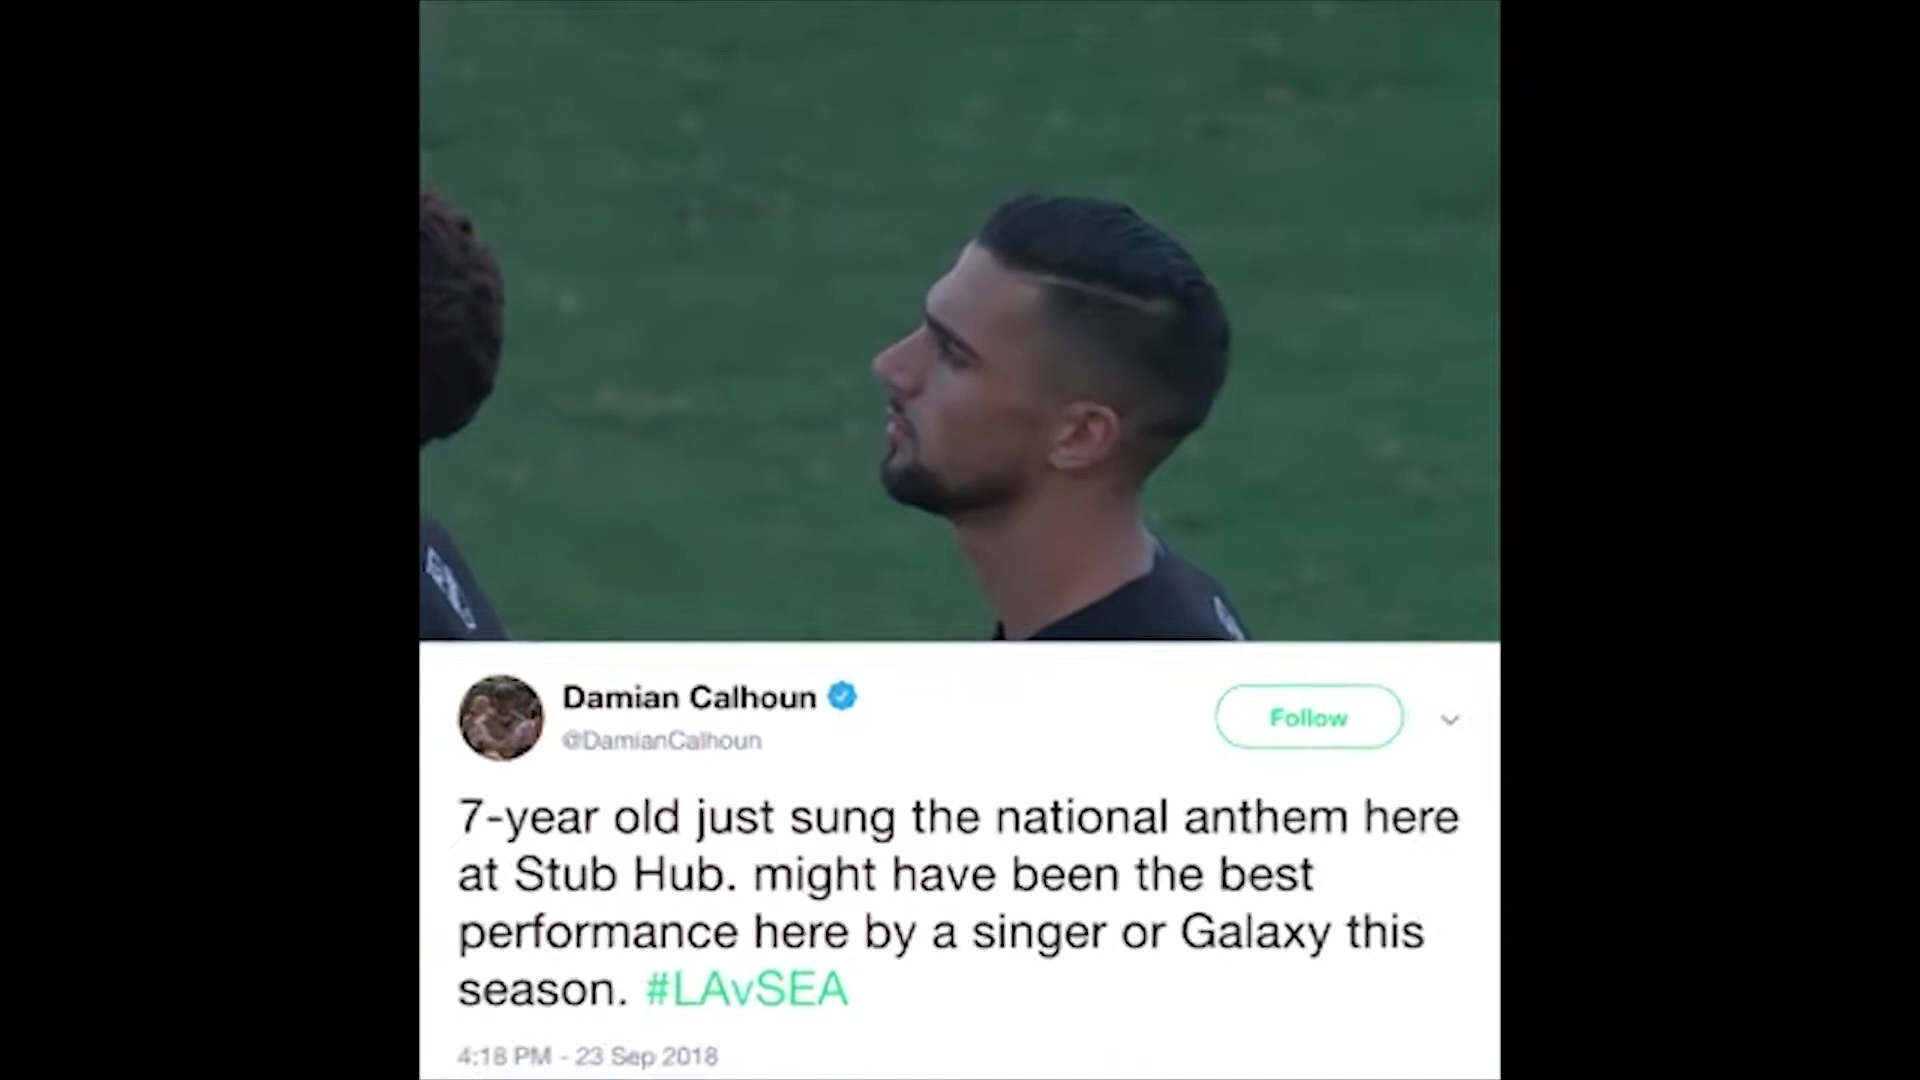 Damian Calhoun
@DamianCalhoun
Follow
7-year old just sung the national anthem here
at Stub Hub. might have been the best
performance here by a singer or Galaxy this
season. #LAvSEA
4:18 PM - 23 Sep 2018